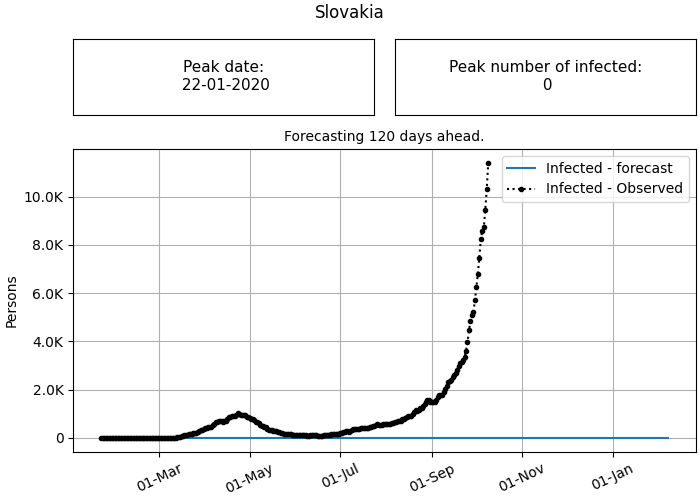 Slovakia
Peak date:
22-01-2020
Peak number of infected:
0
Forecasting 120 days ahead.
Infected - forecast
Infected - Observed
Persons
10.0K
8.0K
6.0K
4.0K
2.0K
0
01-Mar
01-May
01-Jul
01-Sep
01-Nov
01-Jan